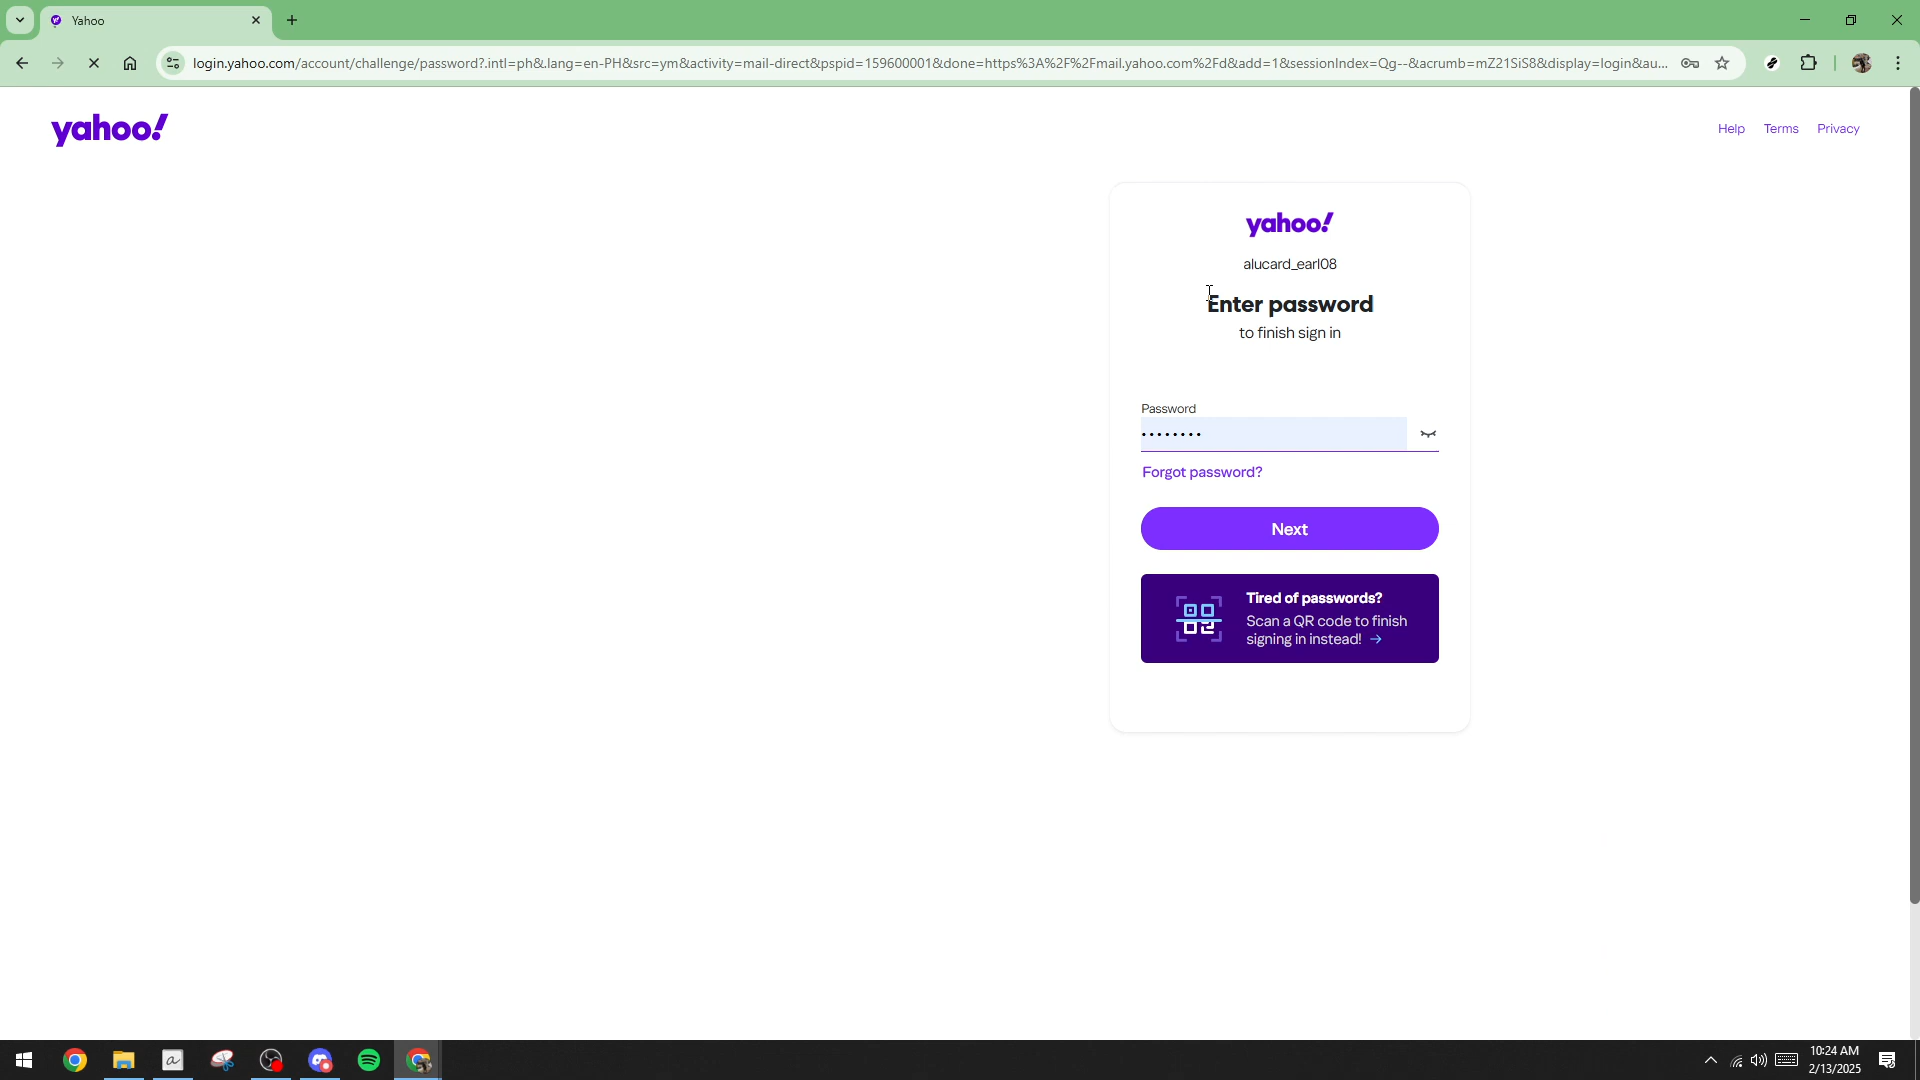 Yahoo
login.yahoo.com/account/challenge/password?.intl=ph&.lang=en-PH&src=ym&activity=mail-direct&pspid=159600001&done=https%3A%2F%2Fmail.yahoo.com%2Fd&add=1&sessionIndex=Qg--&acrumb=mZ21SiS8&display=login&au...
yahoo!
Help Terms Privacy
yahoo!
alucard_earl08
Enter password
to finish sign in
Password
Forgot password?
Next
Tired of passwords?
Scan a QR code to finish
signing in instead! →
10:24 AM
2/13/2025